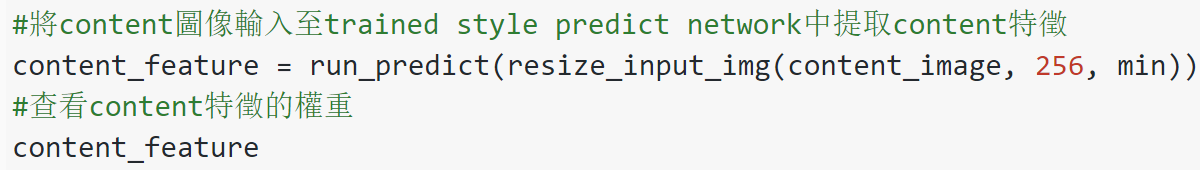 #將content圖像輸入至trained style predict network中提取content特徵
content_feature = run_predict(resize_input_img(content_image, 256, min))
#查看content特徵的權重
content_feature